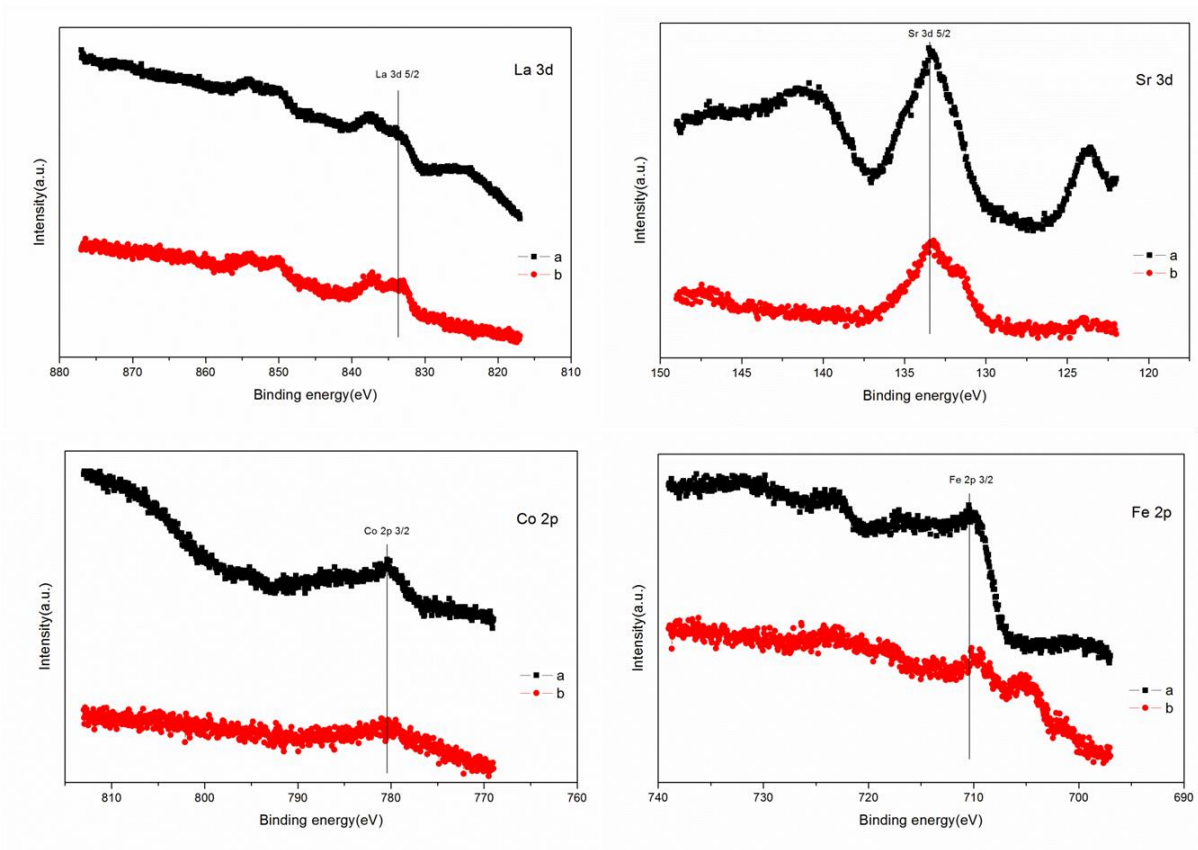 La 3d 5/2
La 3d
Intensity(a.u.)
a
b
880 870 860 850 840 830 820 810
Binding energy(eV)
Sr 3d 5/2
Sr 3d
Intensity(a.u.)
a
b
150 145 140 135 130 125 120
Binding energy(eV)
Co 2p 3/2
Co 2p
Intensity(a.u.)
a
b
810 800 790 780 770 760
Binding energy(eV)
Fe 2p 3/2
Fe 2p
Intensity(a.u.)
a
b
740 730 720 710 700 690
Binding energy(eV)